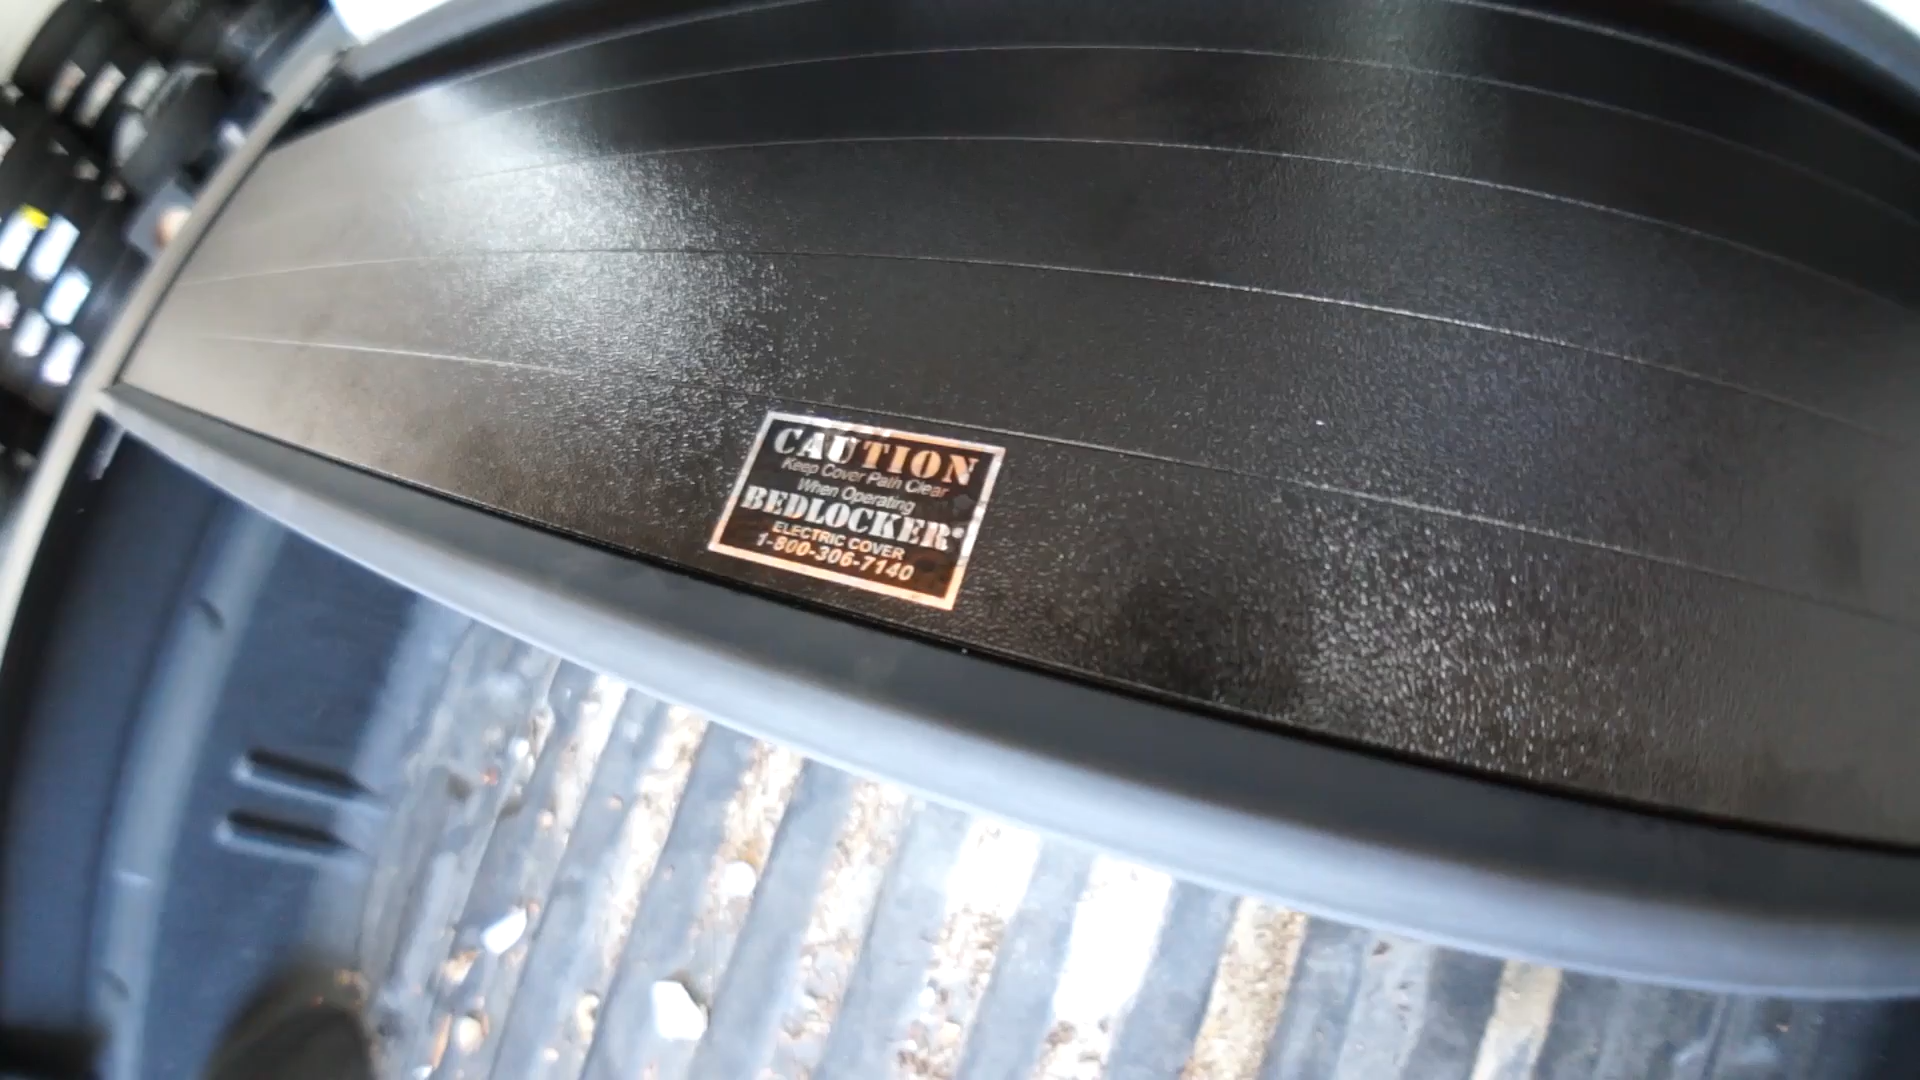 CAUTION
Keep Cover Path Clear
When Operating
BEDLOCKER®
ELECTRIC COVER
1-800-306-7140